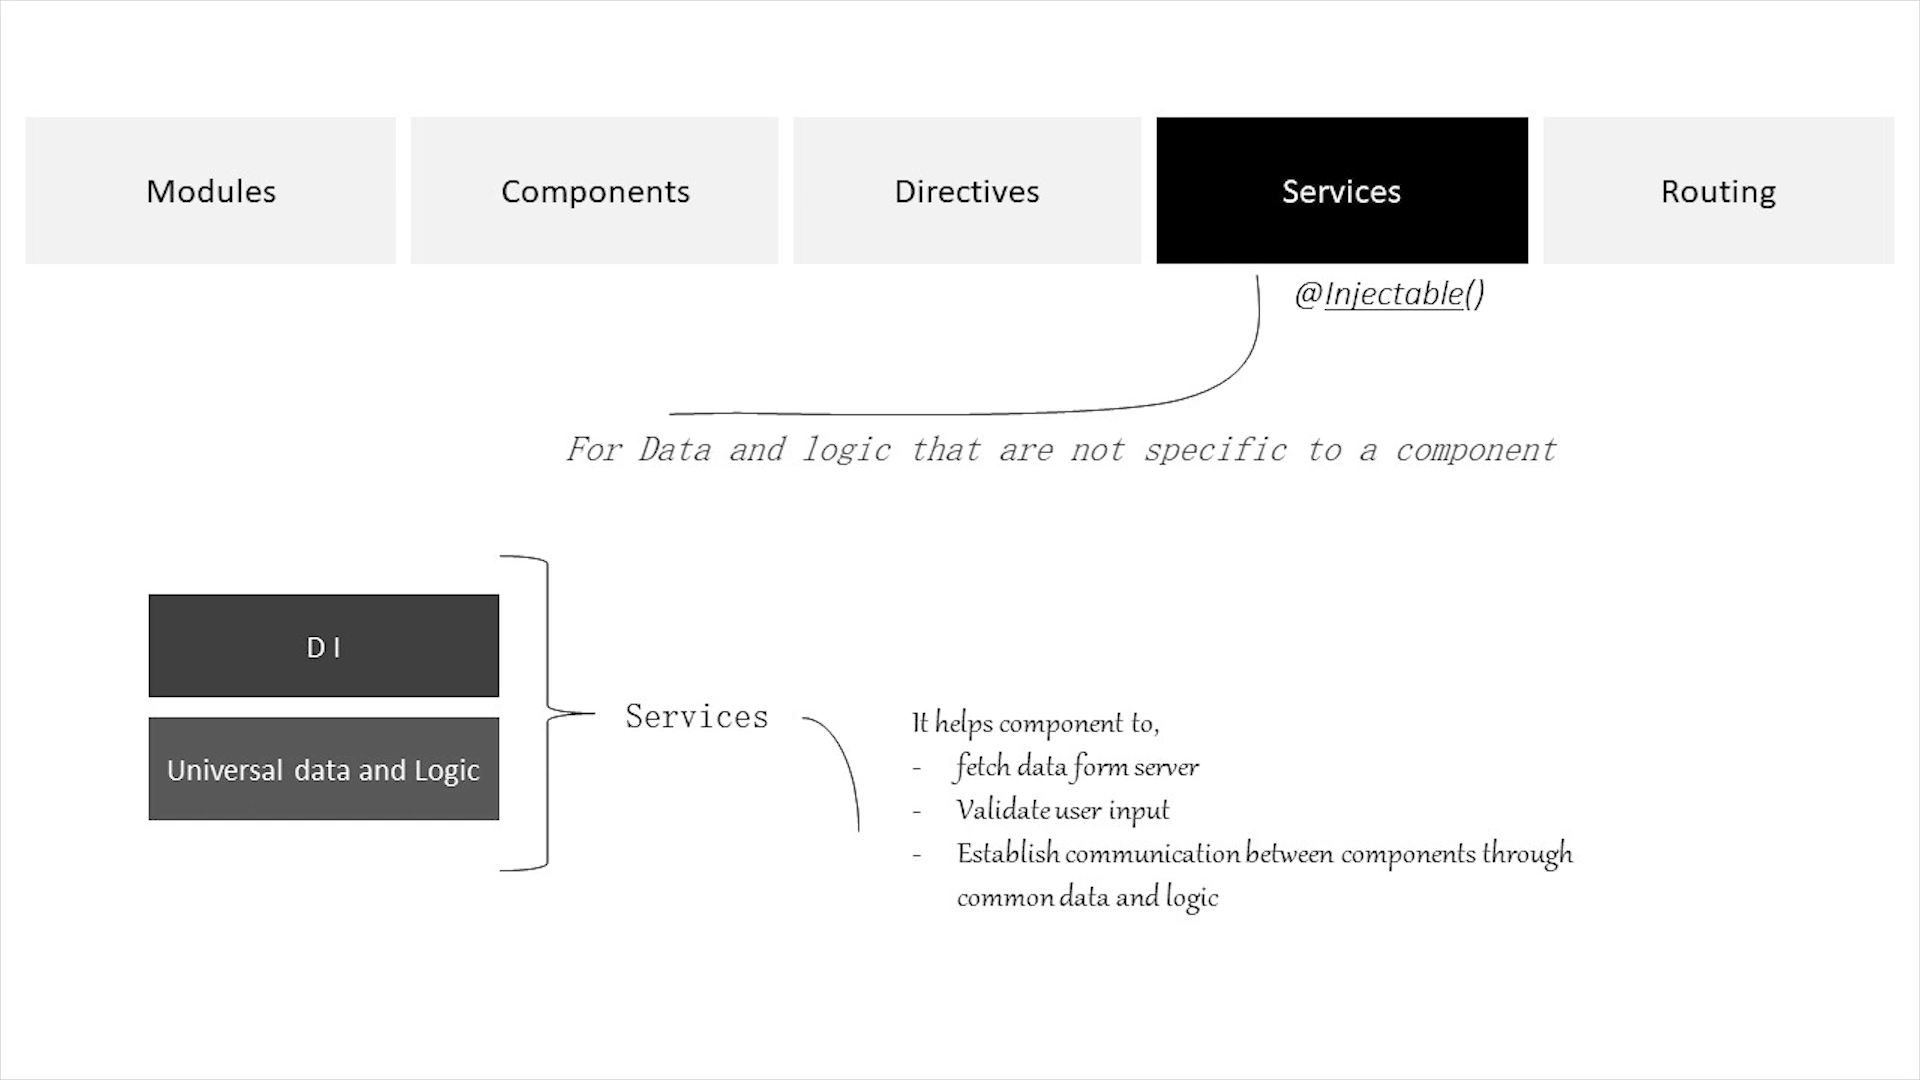 Modules
Components
Directives
Services
Routing
@Injectable()
For Data and logic that are not specific to a component
D I
Universal data and Logic
Services
It helps component to,
- fetch data form server
- Validate user input
- Establish communication between components through
common data and logic